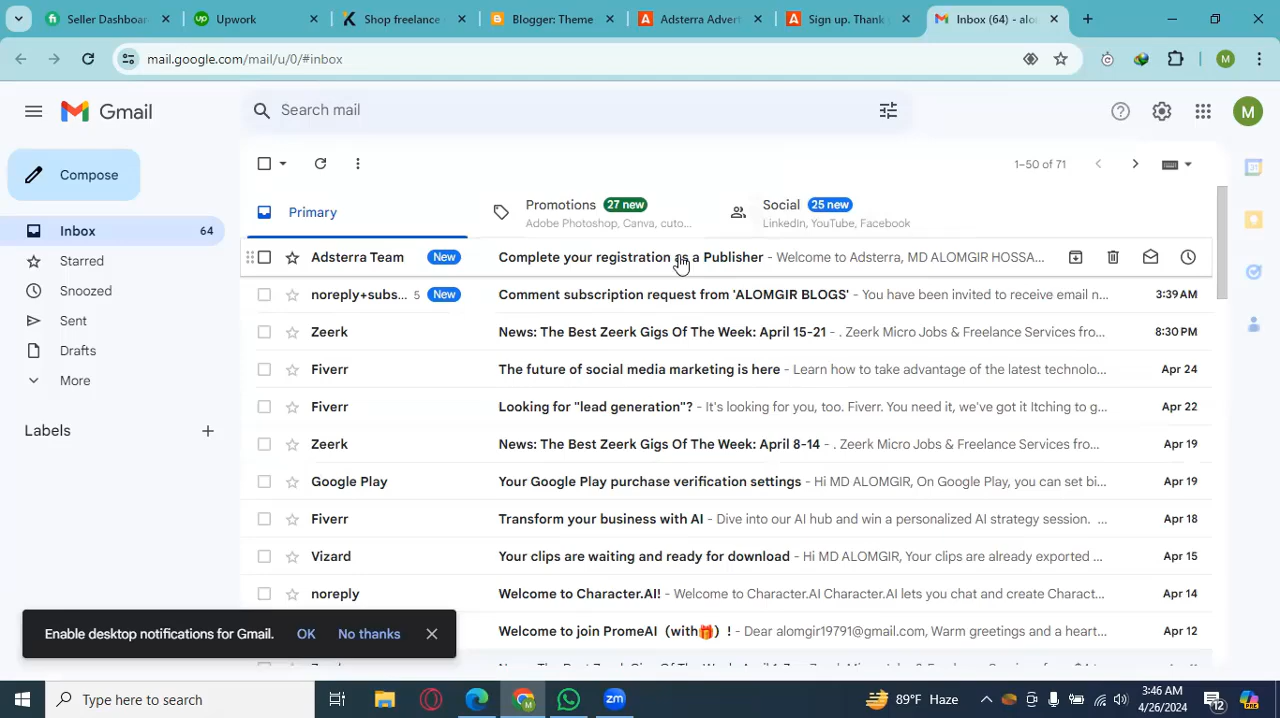 Seller Dashboar
Upwork
Shop freelance
Blogger: Theme
Adsterra Advert
Sign up. Thank
Inbox (64) - alo
mail.google.com/mail/u/0/#inbox
M
Gmail
Search mail
M
Compose
1–50 of 71
Primary
Promotions 27 new
Adobe Photoshop, Canva, cuto...
Social 25 new
LinkedIn, YouTube, Facebook
Inbox 64
Starred
Snoozed
Sent
Drafts
More
Labels
Adsterra Team New Complete your registration as a Publisher - Welcome to Adsterra, MD ALOMGIR HOSSA...
noreply+subs... 5 New Comment subscription request from 'ALOMGIR BLOGS' - You have been invited to receive email n... 3:39 AM
Zeerk News: The Best Zeerk Gigs Of The Week: April 15-21 - . Zeerk Micro Jobs & Freelance Services fro... 8:30 PM
Fiverr The future of social media marketing is here - Learn how to take advantage of the latest technolo... Apr 24
Fiverr Looking for "lead generation"? - It's looking for you, too. Fiverr. You need it, we've got it Itching to g... Apr 22
Zeerk News: The Best Zeerk Gigs Of The Week: April 8-14 - . Zeerk Micro Jobs & Freelance Services fro... Apr 19
Google Play Your Google Play purchase verification settings - Hi MD ALOMGIR, On Google Play, you can set bi... Apr 19
Fiverr Transform your business with AI - Dive into our AI hub and win a personalized AI strategy session. ... Apr 18
Vizard Your clips are waiting and ready for download - Hi MD ALOMGIR, Your clips are already exported ... Apr 15
noreply Welcome to Character.AI! - Welcome to Character.AI Character.AI lets you chat and create Charact... Apr 14
Welcome to join PromeAI（with🎁）! - Dear alomgir19791@gmail.com, Warm greetings and a heart... Apr 12
Enable desktop notifications for Gmail. OK No thanks
Type here to search
89°F Haze
3:46 AM
4/26/2024
12